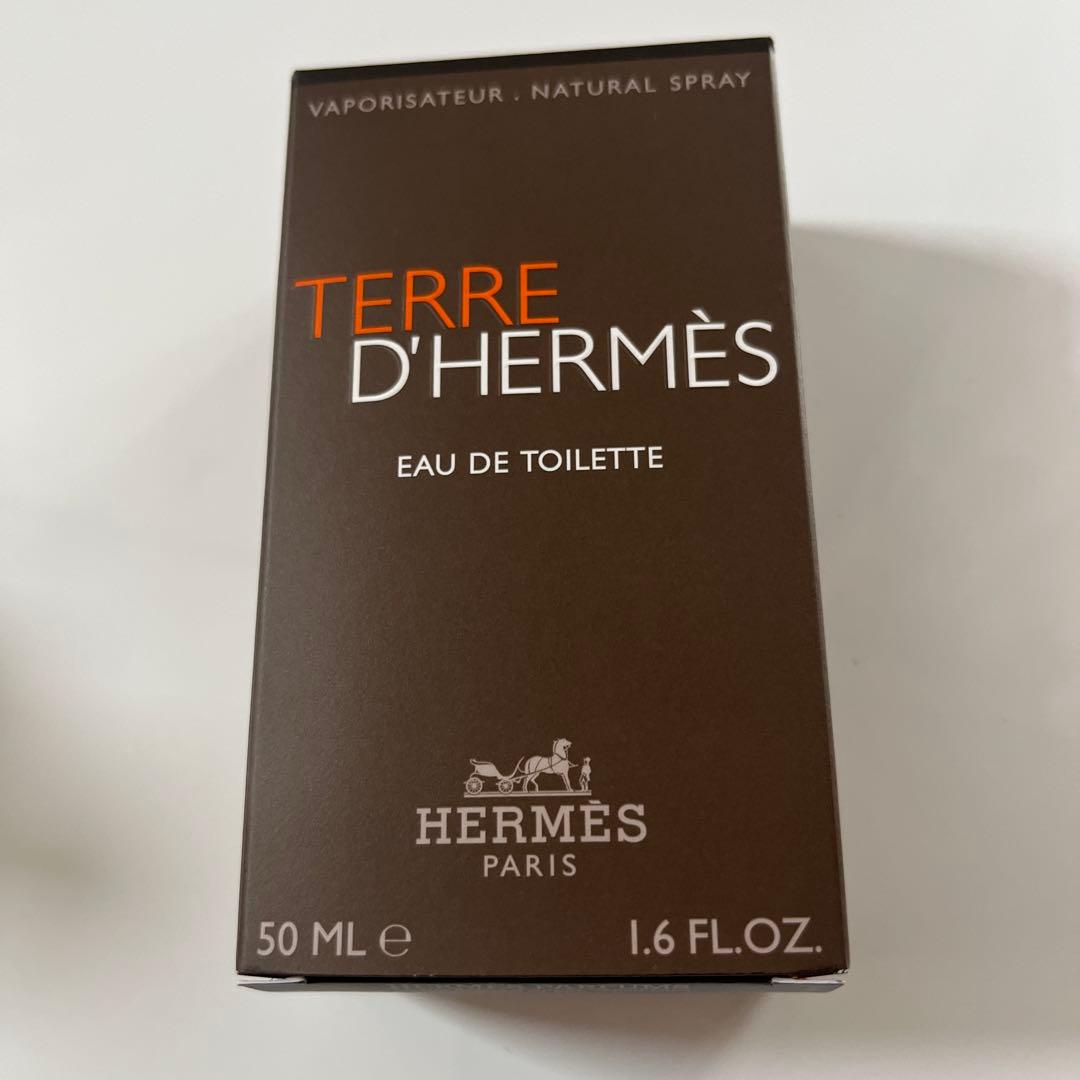 VAPORISATEUR . NATURAL SPRAY
TERRE
D'HERMÈS
EAU DE TOILETTE
HERMÈS
PARIS
50 ML ℮
1.6 FL.OZ.